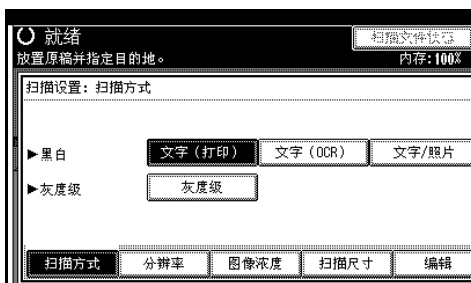 就绪 扫描文件状态
放置原稿并指定目的地。 内存:100%
扫描设置: 扫描方式
▶黑白 文字(打印) 文字(OCR) 文字/照片
▶灰度级 灰度级
扫描方式 分辨率 图像浓度 扫描尺寸 编辑